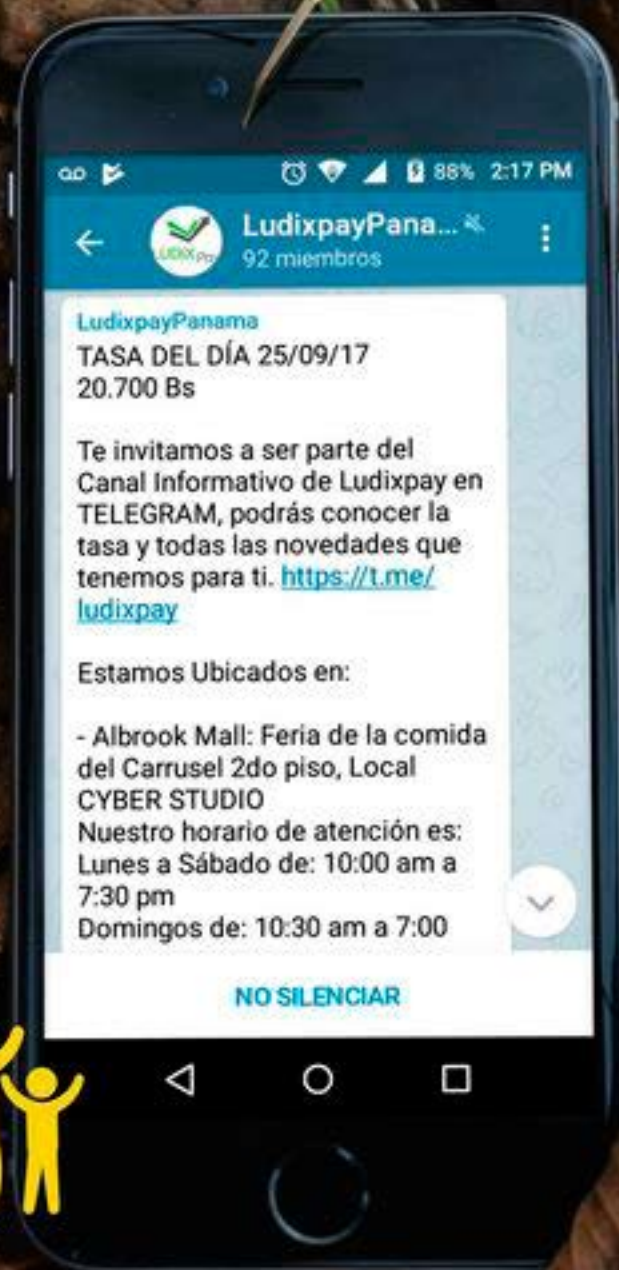 88% 2:17 PM
LudixpayPana...
92 miembros
LUDIX Pay
LudixpayPanama
TASA DEL DÍA 25/09/17
20.700 Bs
Te invitamos a ser parte del
Canal Informativo de Ludixpay en
TELEGRAM, podrás conocer la
tasa y todas las novedades que
tenemos para ti. https://t.me/
ludixpay
Estamos Ubicados en:
- Albrook Mall: Feria de la comida
del Carrusel 2do piso, Local
CYBER STUDIO
Nuestro horario de atención es:
Lunes a Sábado de: 10:00 am a
7:30 pm
Domingos de: 10:30 am a 7:00
NO SILENCIAR